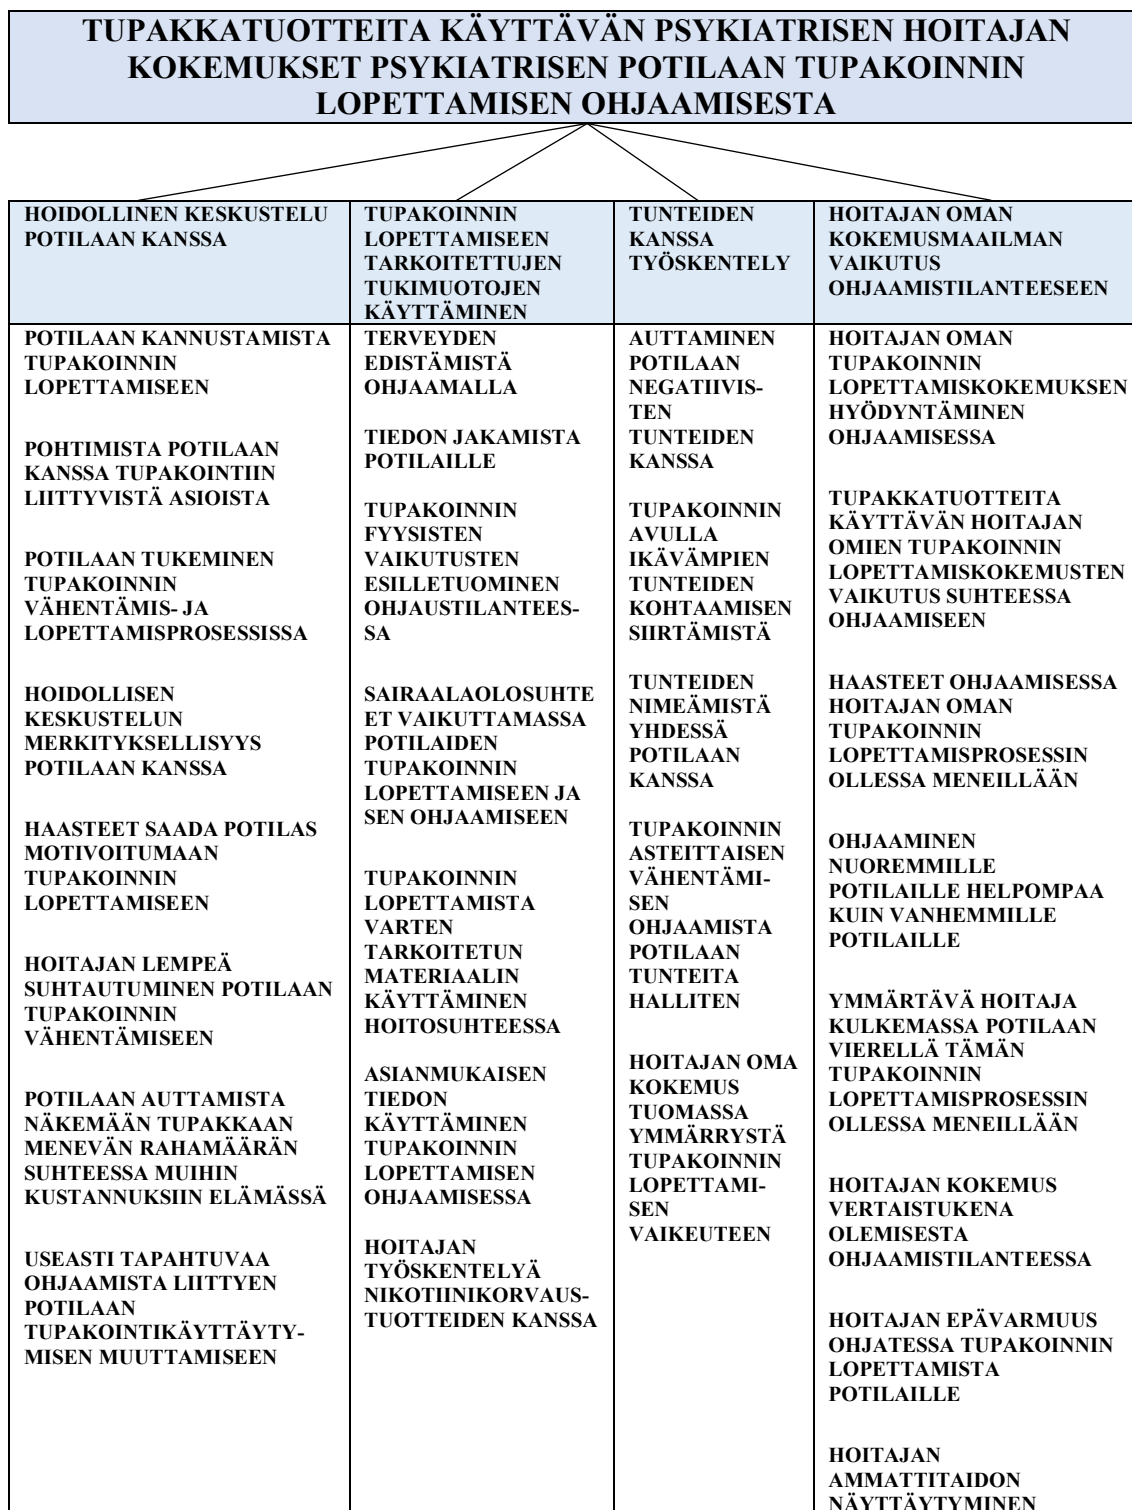 TUPAKKATUOTTEITA KÄYTTÄVÄN PSYKIATRISEN HOITAJAN
KOKEMUKSET PSYKIATRISEN POTILAAN TUPAKOINNIN
LOPETTAMISEN OHJAAMISESTA
HOIDOLLINEN KESKUSTELU
POTILAAN KANSSA
TUPAKOINNIN
LOPETTAMISEEN
TARKOITETTUJEN
TUKIMUOTOJEN
KÄYTTÄMINEN
TUNTEIDEN
KANSSA
TYÖSKENTELY
HOITAJAN OMAN
KOKEMUSMAAILMAN
VAIKUTUS
OHJAAMISTILANTEESEEN
POTILAAN KANNUSTAMISTA
TUPAKOINNIN
LOPETTAMISEEN
POHTIMISTA POTILAAN
KANSSA TUPAKOINTIIN
LIITTYVISTÄ ASIOISTA
POTILAAN TUKEMINEN
TUPAKOINNIN
VÄHENTÄMIS- JA
LOPETTAMISPROSESSISSA
HOIDOLLISEN
KESKUSTELUN
MERKITYKSELLISYYS
POTILAAN KANSSA
HAASTEET SAADA POTILAS
MOTIVOITUMAAN
TUPAKOINNIN
LOPETTAMISEEN
HOITAJAN LEMPEÄ
SUHTAUTUMINEN POTILAAN
TUPAKOINNIN
VÄHENTÄMISEEN
POTILAAN AUTTAMISTA
NÄKEMÄÄN TUPAKKAAN
MENEVÄN RAHAMÄÄRÄN
SUHTEESSA MUIHIN
KUSTANNUKSIIN ELÄMÄSSÄ
USEASTI TAPAHTUVAA
OHJAAMISTA LIITTYEN
POTILAAN
TUPAKOINTIKÄYTTÄYTY-
MISEN MUUTTAMISEEN
TERVEYDEN
EDISTÄMISTÄ
OHJAAMALLA
TIEDON JAKAMISTA
POTILAILLE
TUPAKOINNIN
FYYSISTEN
VAIKUTUSTEN
ESILLETUOMINEN
OHJAUSTILANTEES-
SA
SAIRAALAOLOSUHTE
ET VAIKUTTAMASSA
POTILAIDEN
TUPAKOINNIN
LOPETTAMISEEN JA
SEN OHJAAMISEEN
TUPAKOINNIN
LOPETTAMISTA
VARTEN
TARKOITETUN
MATERIAALIN
KÄYTTÄMINEN
HOITOSUHTEESSA
ASIANMUKAISEN
TIEDON
KÄYTTÄMINEN
TUPAKOINNIN
LOPETTAMISEN
OHJAAMISESSA
HOITAJAN
TYÖSKENTELYÄ
NIKOTIINIKORVAUS-
TUOTTEIDEN KANSSA
AUTTAMINEN
POTILAAN
NEGATIIVIS-
TEN
TUNTEIDEN
KANSSA
TUPAKOINNIN
AVULLA
IKÄVÄMPIEN
TUNTEIDEN
KOHTAAMISEN
SIIRTÄMISTÄ
TUNTEIDEN
NIMEÄMISTÄ
YHDESSÄ
POTILAAN
KANSSA
TUPAKOINNIN
ASTEITTAISEN
VÄHENTÄMI-
SEN
OHJAAMISTA
POTILAAN
TUNTEITA
HALLITEN
HOITAJAN OMA
KOKEMUS
TUOMASSA
YMMÄRRYSTÄ
TUPAKOINNIN
LOPETTAMI-
SEN
VAIKEUTEEN
HOITAJAN OMAN
TUPAKOINNIN
LOPETTAMISKOKEMUKSEN
HYÖDYNTÄMINEN
OHJAAMISESSA
TUPAKKATUOTTEITA
KÄYTTÄVÄN HOITAJAN
OMIEN TUPAKOINNIN
LOPETTAMISKOKEMUSTEN
VAIKUTUS SUHTEESSA
OHJAAMISEEN
HAASTEET OHJAAMISESSA
HOITAJAN OMAN
TUPAKOINNIN
LOPETTAMISPROSESSIN
OLLESSA MENEILLÄÄN
OHJAAMINEN
NUOREMMILLE
POTILAILLE HELPOMPAA
KUIN VANHEMMILLE
POTILAILLE
YMMÄRTÄVÄ HOITAJA
KULKEMASSA POTILAAN
VIERELLÄ TÄMÄN
TUPAKOINNIN
LOPETTAMISPROSESSIN
OLLESSA MENEILLÄÄN
HOITAJAN KOKEMUS
VERTAISTUKENA
OLEMISESTA
OHJAAMISTILANTEESSA
HOITAJAN EPÄVARMUUS
OHJATESSA TUPAKOINNIN
LOPETTAMISTA
POTILAILLE
HOITAJAN
AMMATTITAIDON
NÄYTTÄYTYMINEN